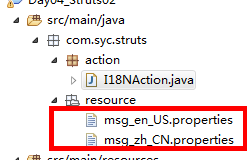 Day04_Struts02
src/main/java
com.syc.struts
action
I18NAction.java
resource
msg_en_US.properties
msg_zh_CN.properties
src/main/resources